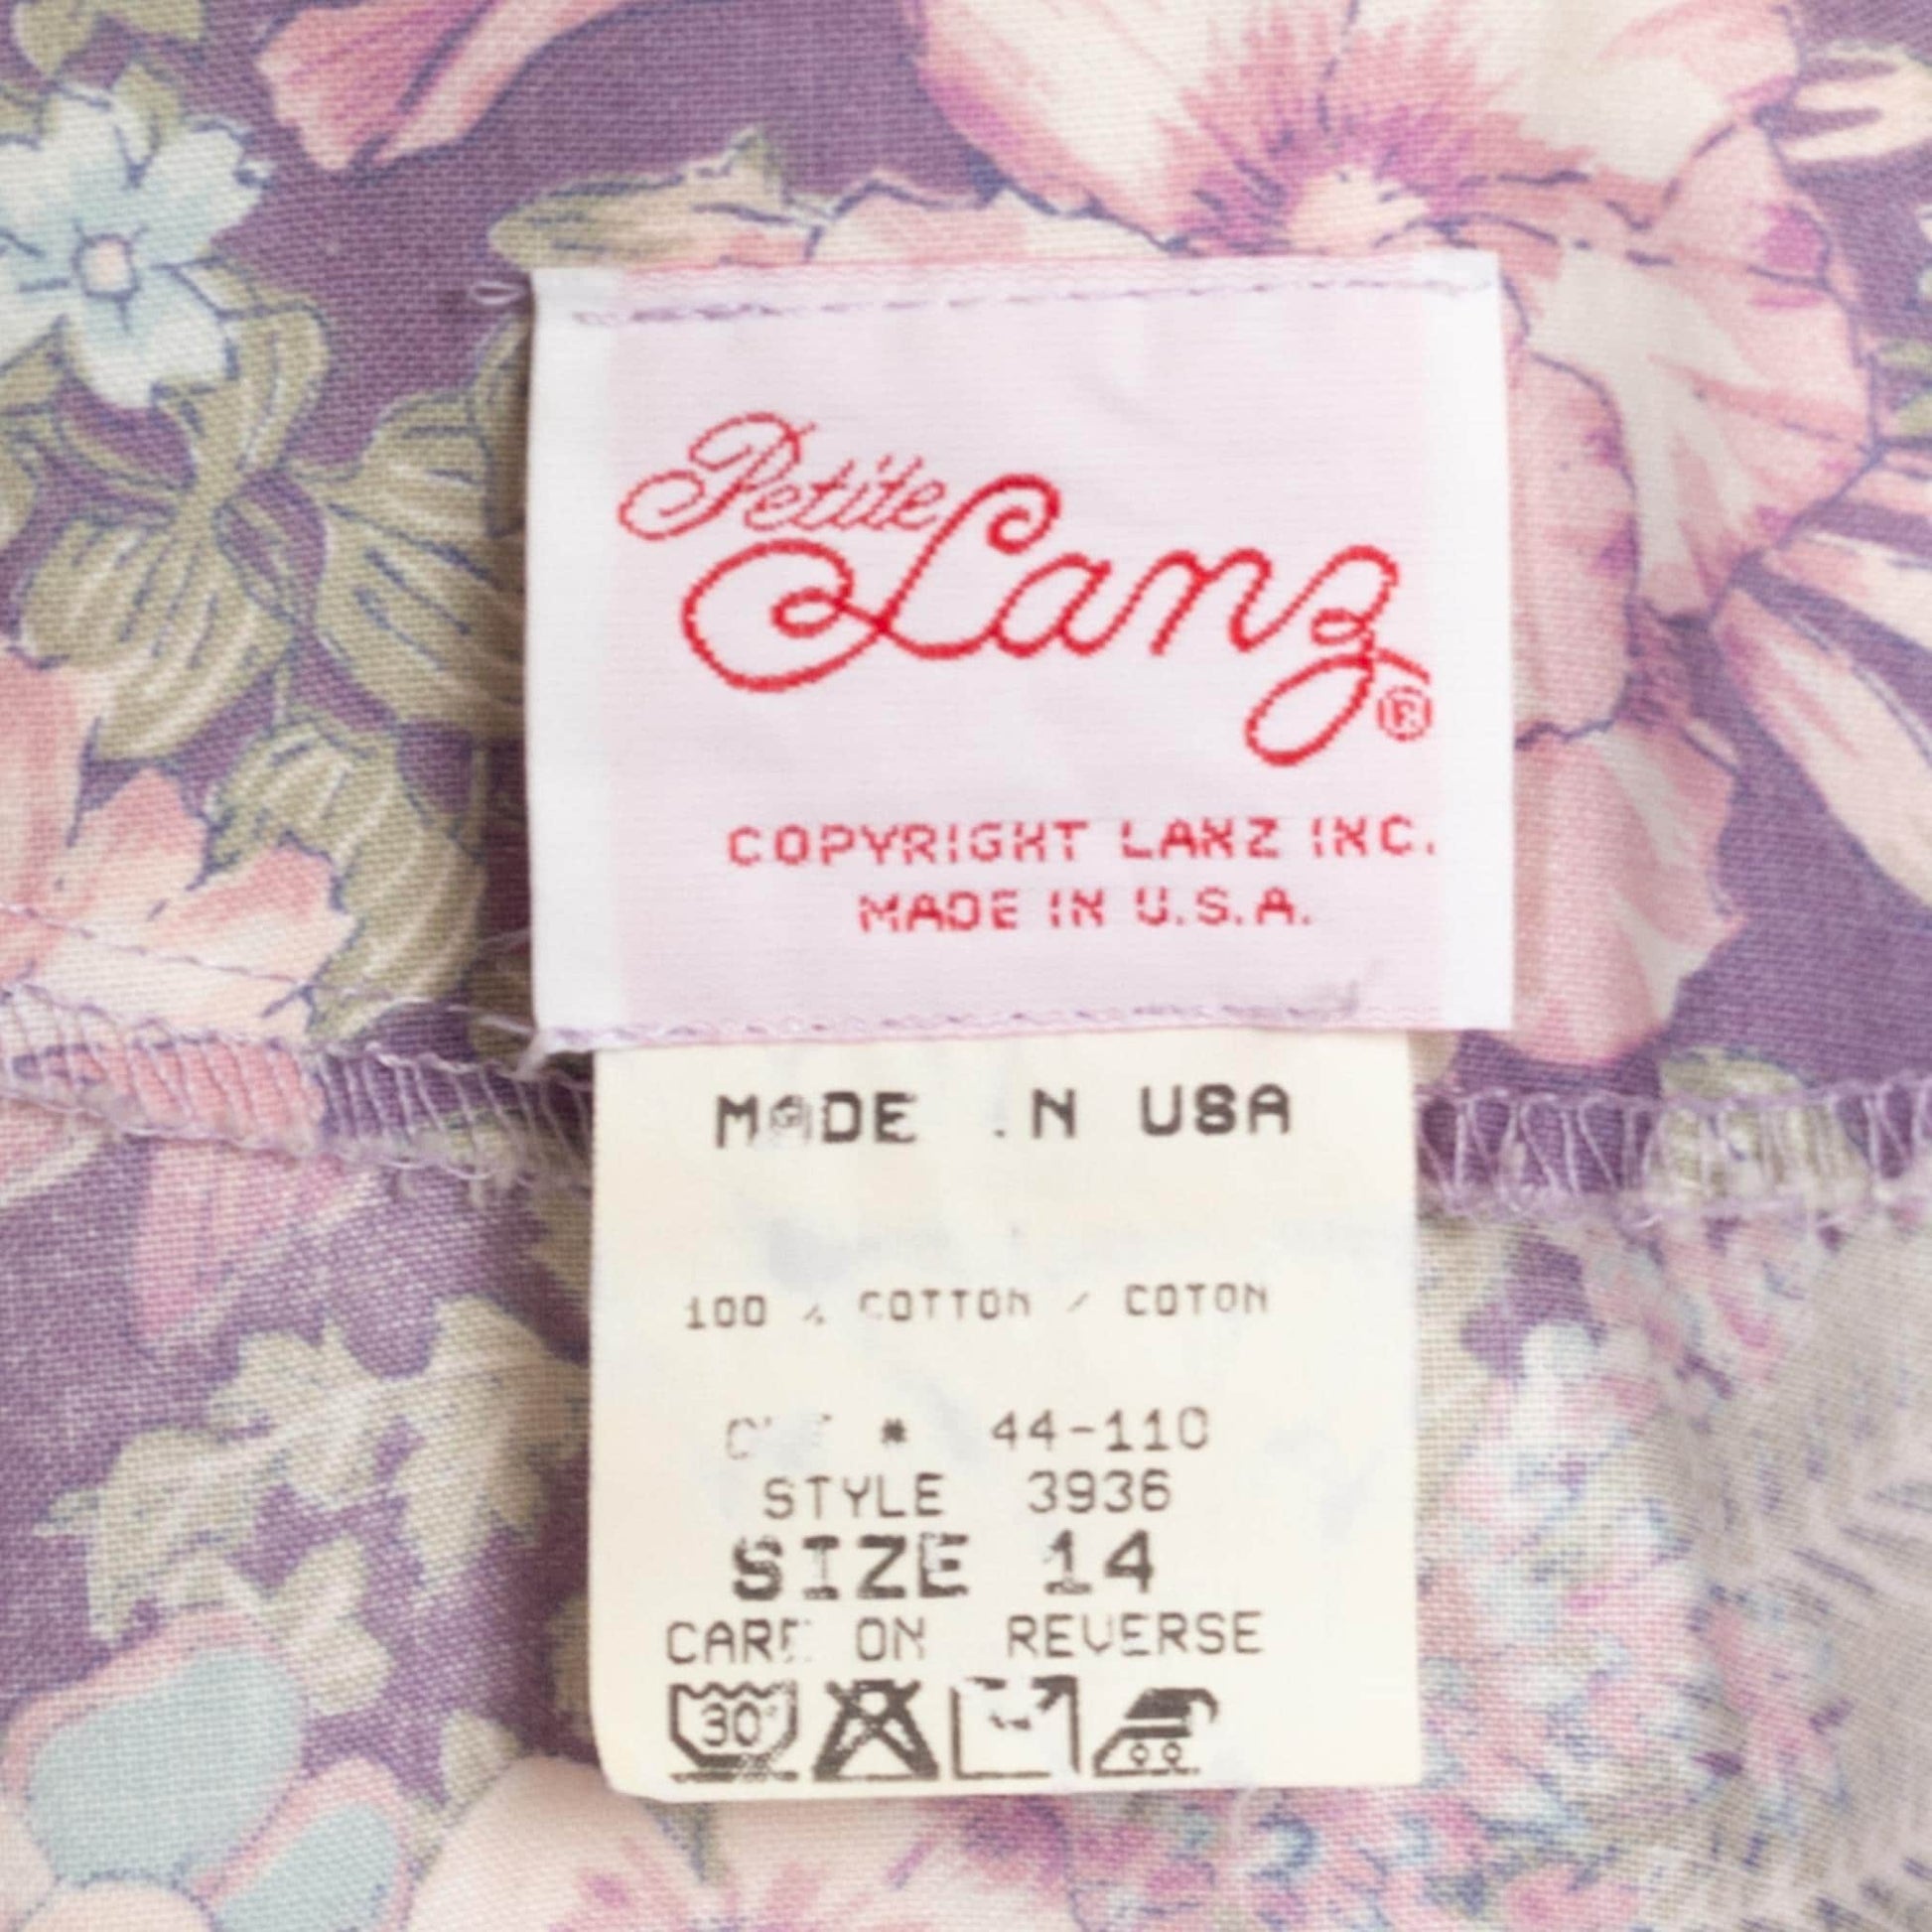 Petite
Lanz®
COPYRIGHT LANZ INC.
MADE IN U.S.A.
MADE IN USA
100 % COTTON / COTON
# 44-110
STYLE 3936
SIZE 14
CARE ON REVERSE
30°